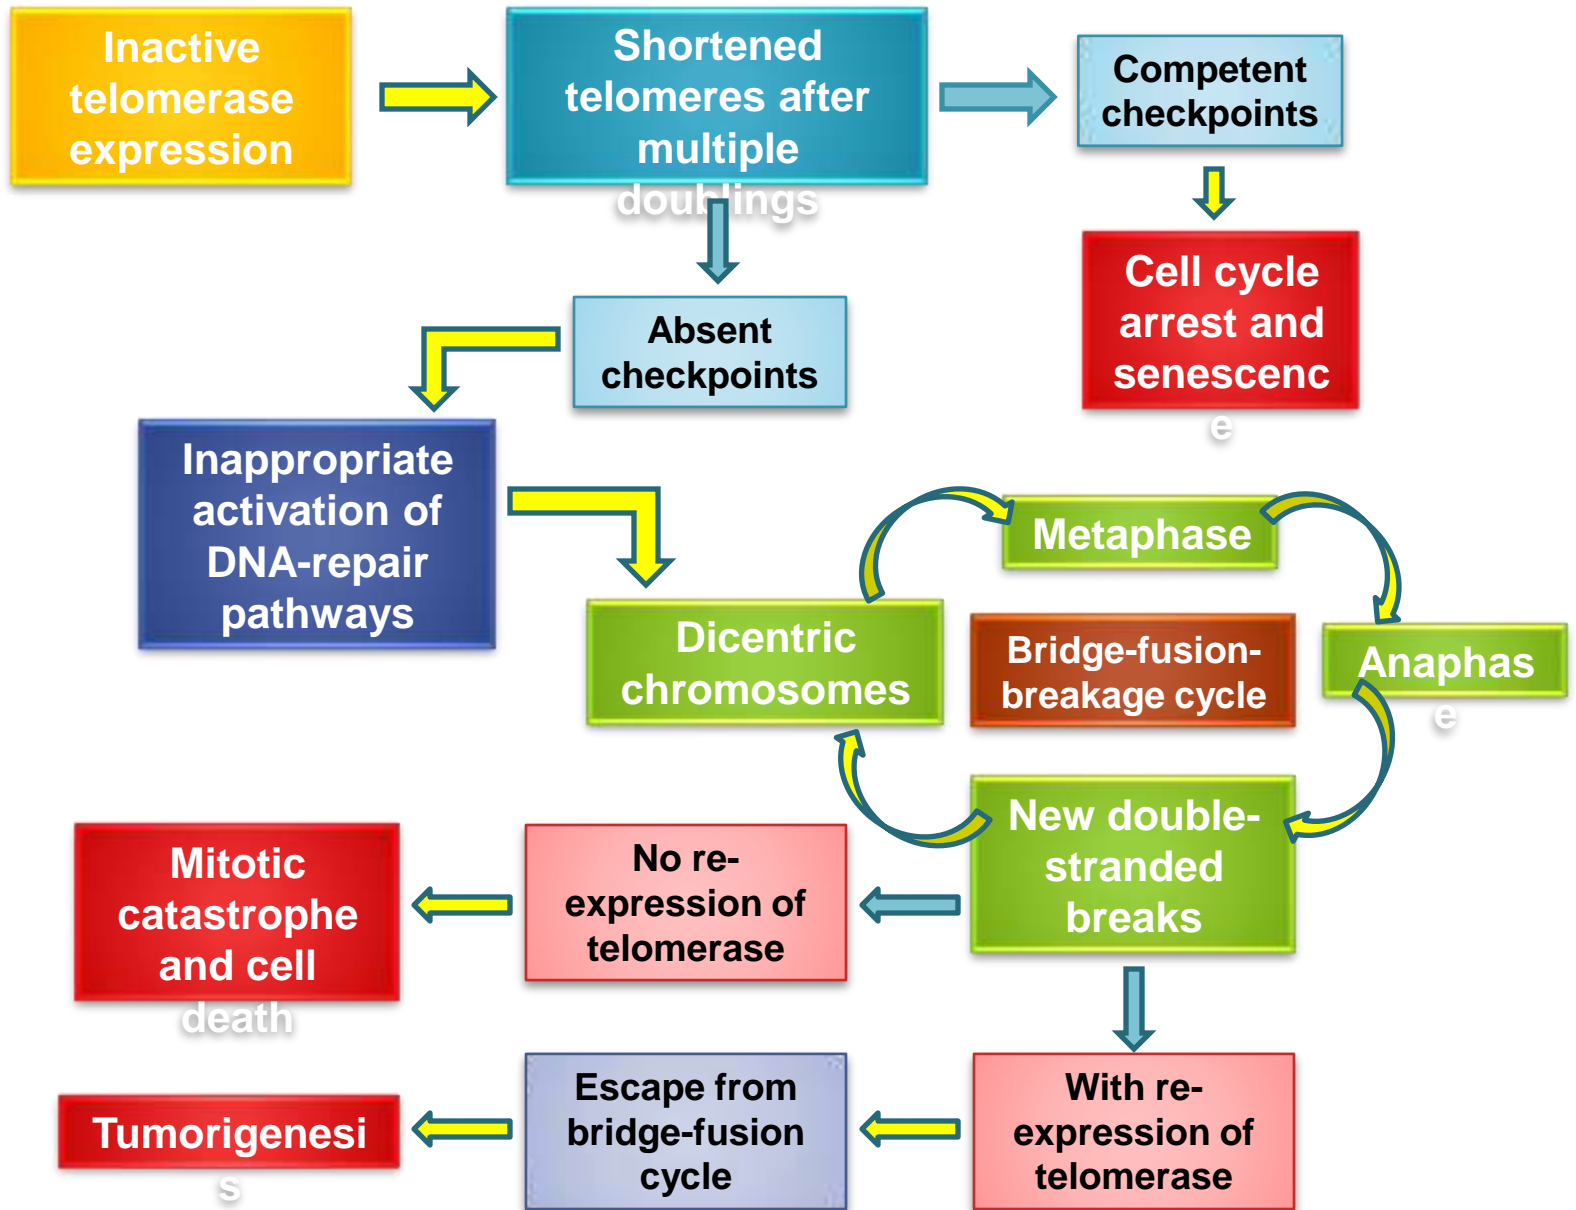 Inactive
telomerase
expression
Shortened
telomeres after
multiple
doublings
Competent
checkpoints
Cell cycle
arrest and
senescenc
e
Absent
checkpoints
Inappropriate
activation of
DNA-repair
pathways
Metaphase
Dicentric
chromosomes
Bridge-fusion-
breakage cycle
Anaphas
e
New double-
stranded
breaks
No re-
expression of
telomerase
Mitotic
catastrophe
and cell
death
With re-
expression of
telomerase
Escape from
bridge-fusion
cycle
Tumorigenesi
s